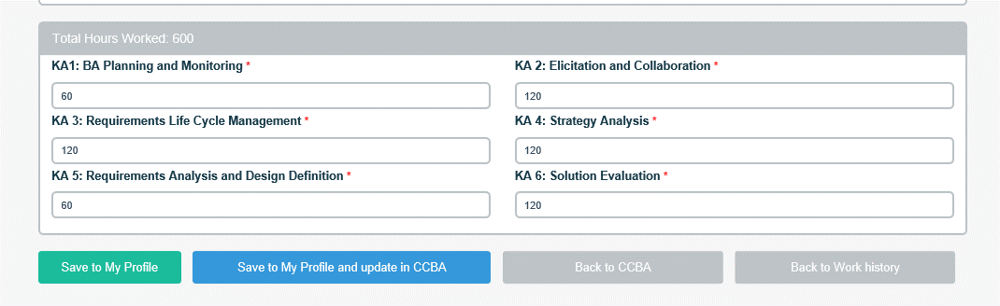 Total Hours Worked: 600
KA1: BA Planning and Monitoring *
KA 2: Elicitation and Collaboration *
60
120
KA 3: Requirements Life Cycle Management *
KA 4: Strategy Analysis *
120
120
KA 5: Requirements Analysis and Design Definition *
KA 6: Solution Evaluation *
60
120
Save to My Profile
Save to My Profile and update in CCBA
Back to CCBA
Back to Work history